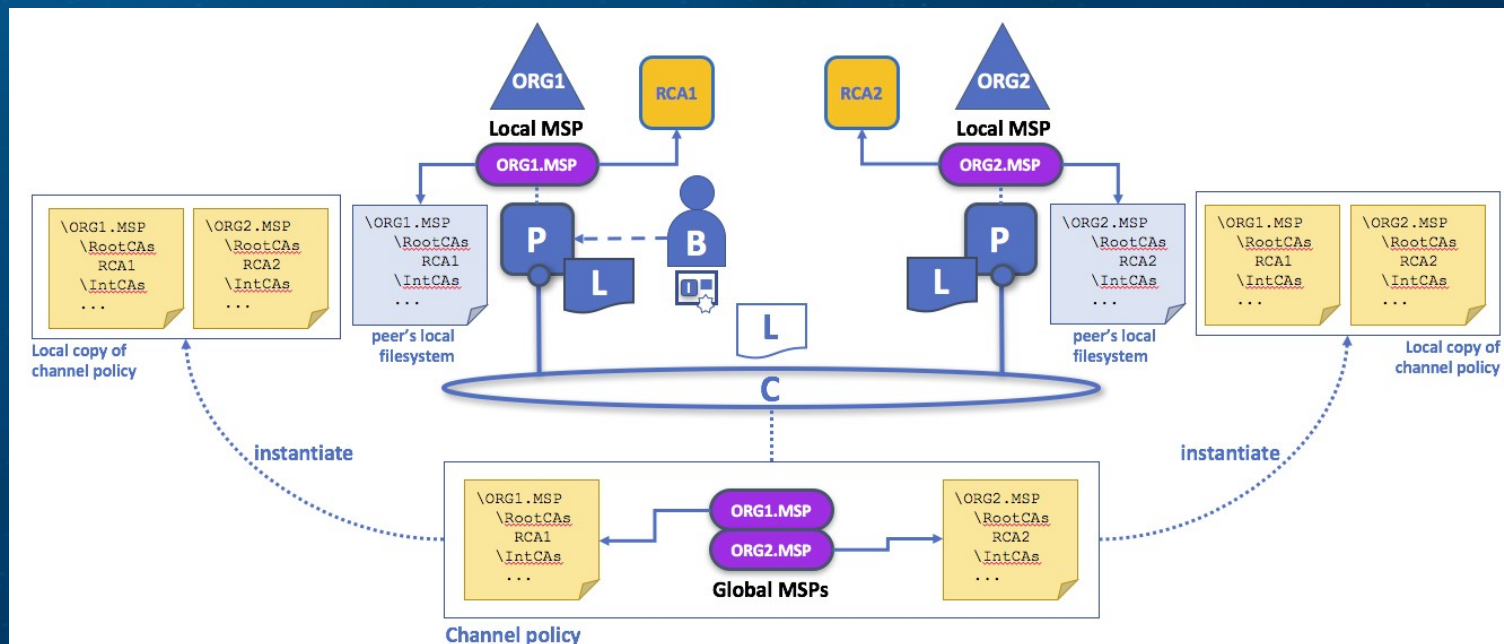 ORG1
RCA1
RCA2
ORG2
Local MSP
Local MSP
ORG1.MSP
ORG2.MSP
\ORG1.MSP
\RootCAs
RCA1
\IntCAs
...
\ORG2.MSP
\RootCAs
RCA2
\IntCAs
...
Local copy of
channel policy
\ORG1.MSP
\RootCAs
RCA1
\IntCAs
...
peer's local
filesystem
P
L
B
I
L
P
L
\ORG2.MSP
\RootCAs
RCA2
\IntCAs
...
peer's local
filesystem
\ORG1.MSP
\RootCAs
RCA1
\IntCAs
...
\ORG2.MSP
\RootCAs
RCA2
\IntCAs
...
Local copy of
channel policy
C
instantiate
instantiate
\ORG1.MSP
\RootCAs
RCA1
\IntCAs
...
ORG1.MSP
ORG2.MSP
Global MSPs
\ORG2.MSP
\RootCAs
RCA2
\IntCAs
...
Channel policy